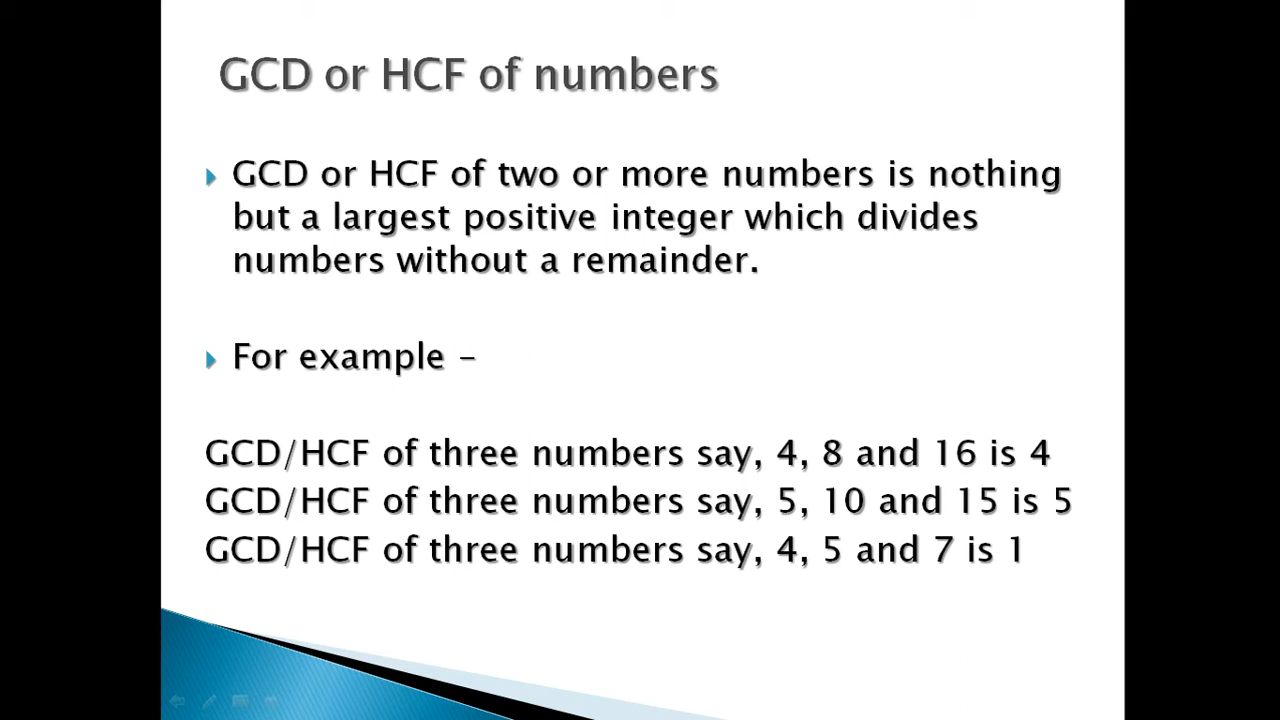 GCD or HCF of numbers
GCD or HCF of two or more numbers is nothing
but a largest positive integer which divides
numbers without a remainder.
For example -
GCD/HCF of three numbers say, 4, 8 and 16 is 4
GCD/HCF of three numbers say, 5, 10 and 15 is 5
GCD/HCF of three numbers say, 4, 5 and 7 is 1